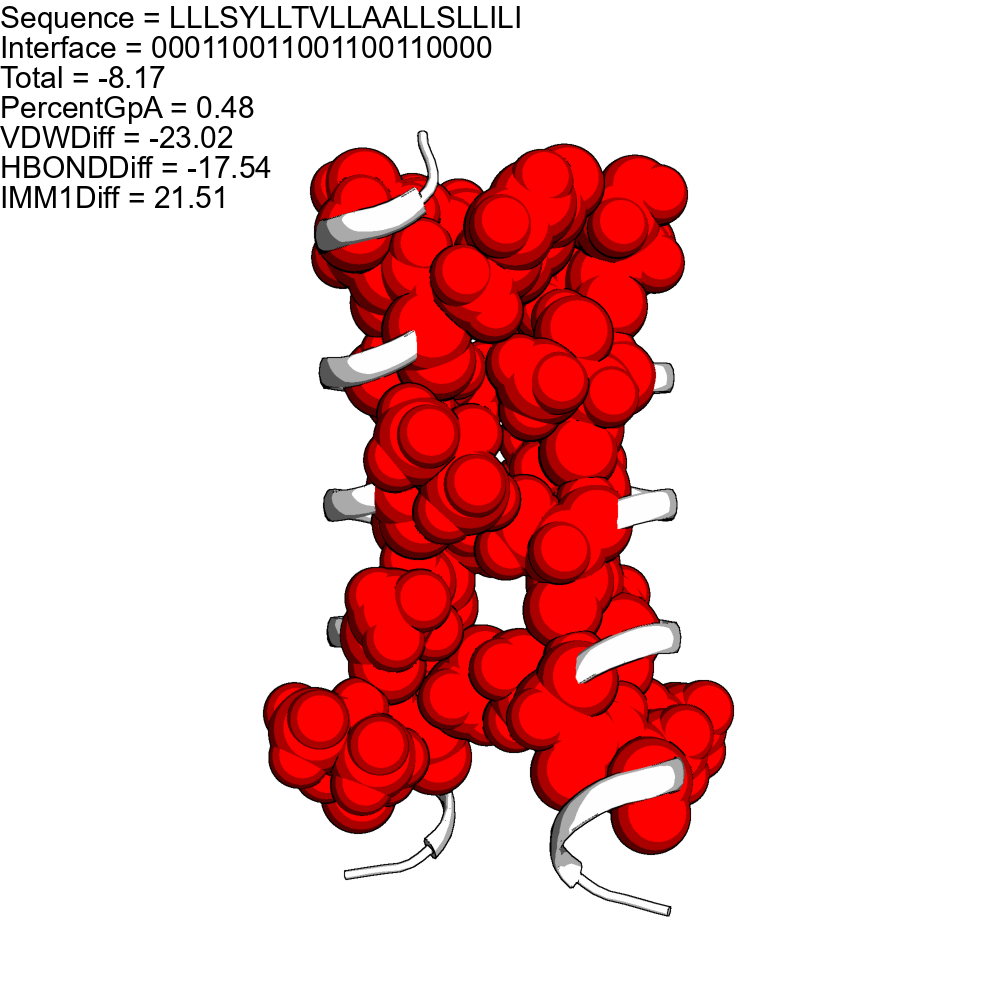 Sequence = LLLSYLLTVLLAALLSLLILI
Interface = 000110011001100110000
Total = -8.17
PercentGpA = 0.48
VDWDiff = -23.02
HBONDDiff = -17.54
IMM1Diff = 21.51